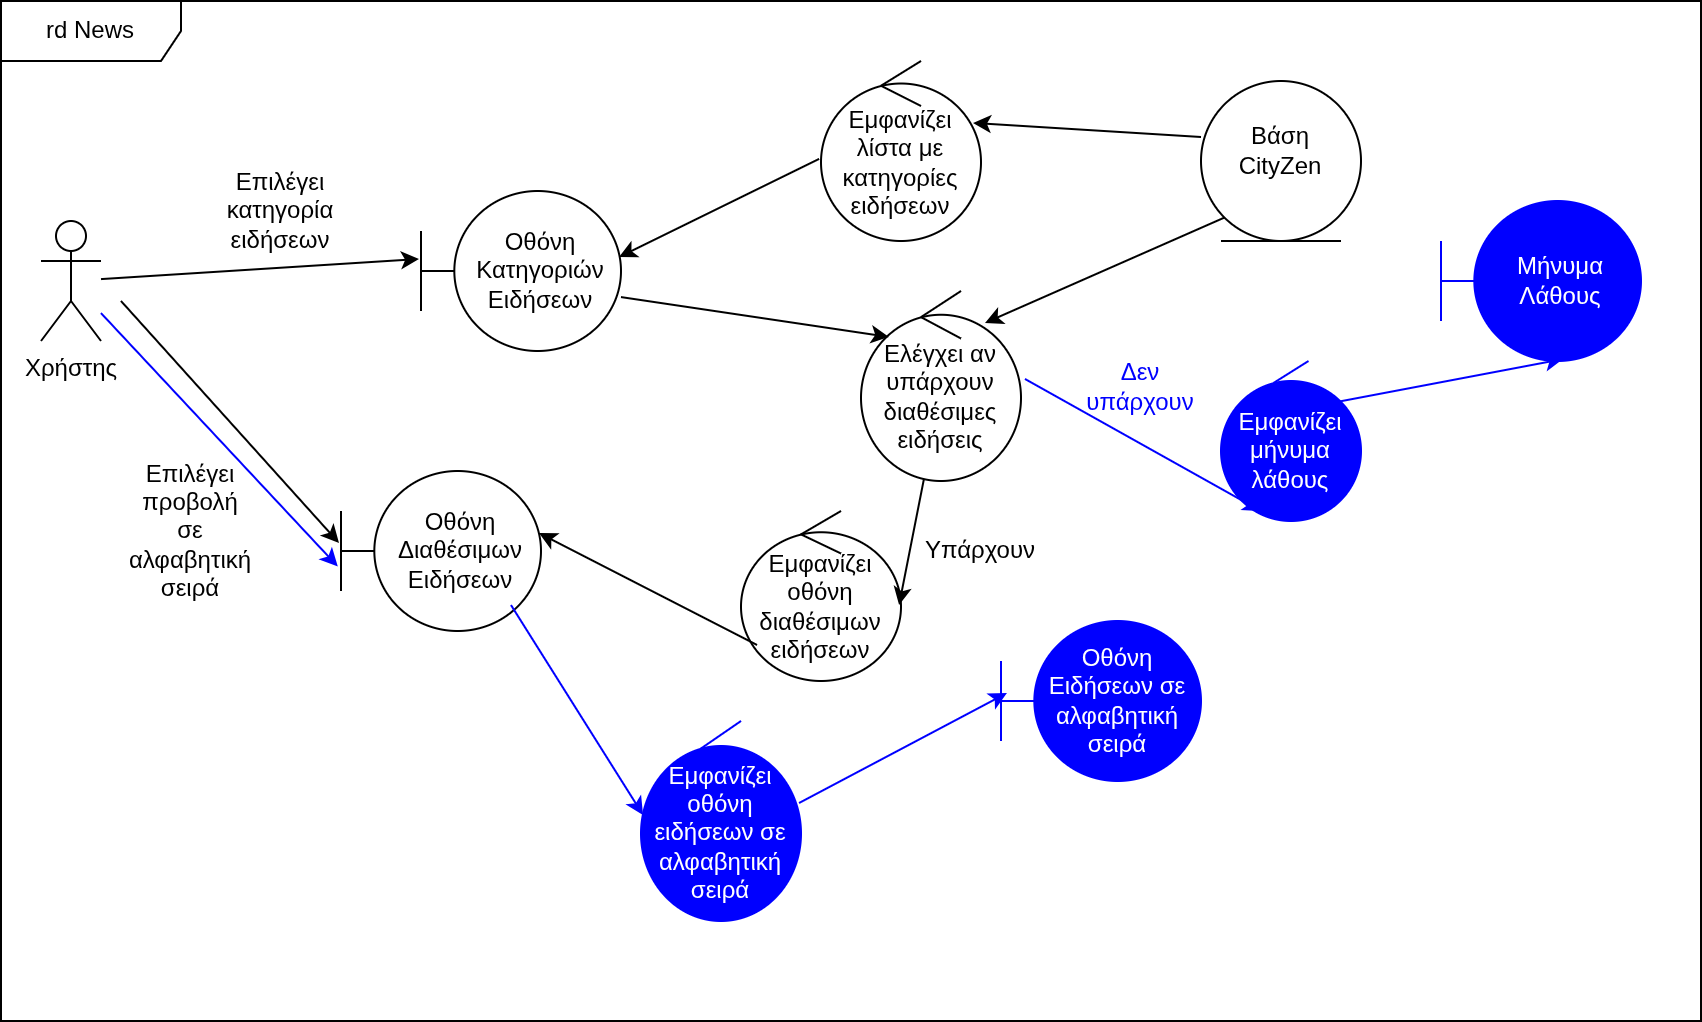 rd News
Εμφανίζει
λίστα με
κατηγορίες
ειδήσεων
Βάση
CityZen
Επιλέγει
κατηγορία
ειδήσεων
Οθόνη
Κατηγοριών
Ειδήσεων
Μήνυμα
Λάθους
Χρήστης
Ελέγχει αν
υπάρχουν
διαθέσιμες
ειδήσεις
Δεν
υπάρχουν
Εμφανίζει
μήνυμα
λάθους
Επιλέγει
προβολή
σε
αλφαβητική
σειρά
Οθόνη
Διαθέσιμων
Ειδήσεων
Υπάρχουν
Εμφανίζει
οθόνη
διαθέσιμων
ειδήσεων
Οθόνη
Ειδήσεων σε
αλφαβητική
σειρά
Εμφανίζει
οθόνη
ειδήσεων σε
αλφαβητική
σειρά